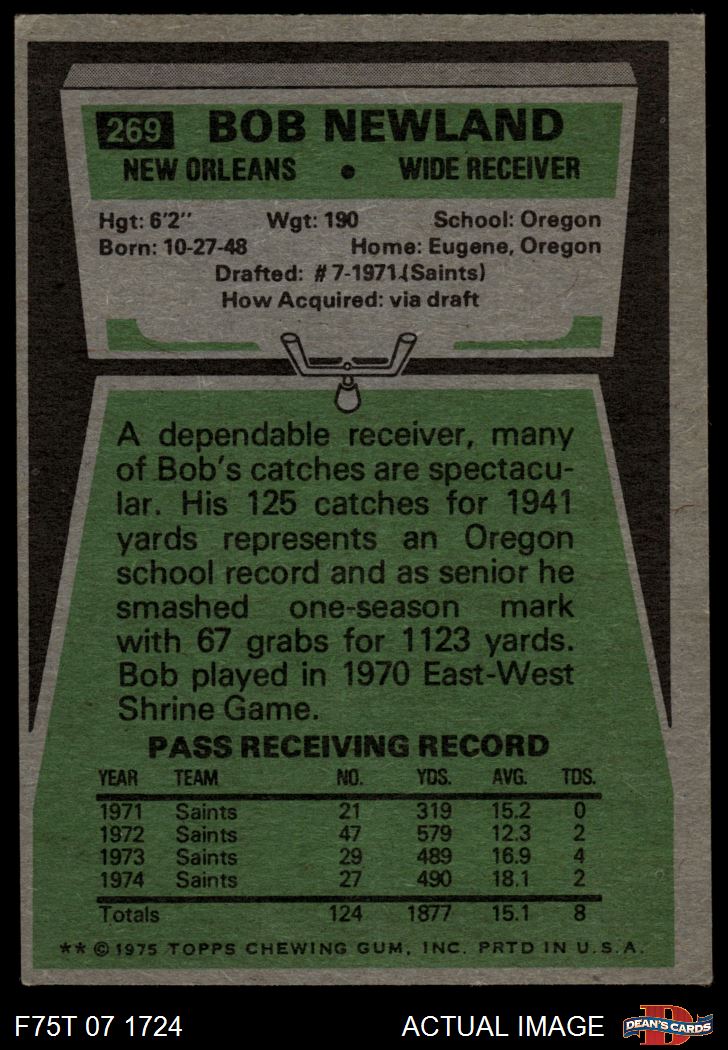 269 BOB NEWLAND
NEW ORLEANS • WIDE RECEIVER
Hgt: 6'2" Wgt: 190 School: Oregon
Born: 10-27-48 Home: Eugene, Oregon
Drafted: #7-1971 (Saints)
How Acquired: via draft
A dependable receiver, many
of Bob's catches are spectacu-
lar. His 125 catches for 1941
yards represents an Oregon
school record and as senior he
smashed one-season mark
with 67 grabs for 1123 yards.
Bob played in 1970 East-West
Shrine Game.
PASS RECEIVING RECORD
YEAR TEAM NO. YDS. AVG. TDS.
1971 Saints 21 319 15.2 0
1972 Saints 47 579 12.3 2
1973 Saints 29 489 16.9 4
1974 Saints 27 490 18.1 2
Totals 124 1877 15.1 8
** © 1975 TOPPS CHEWING GUM, INC. PRTD IN U.S.A.
F75T 07 1724 ACTUAL IMAGE D DEAN'S CARDS